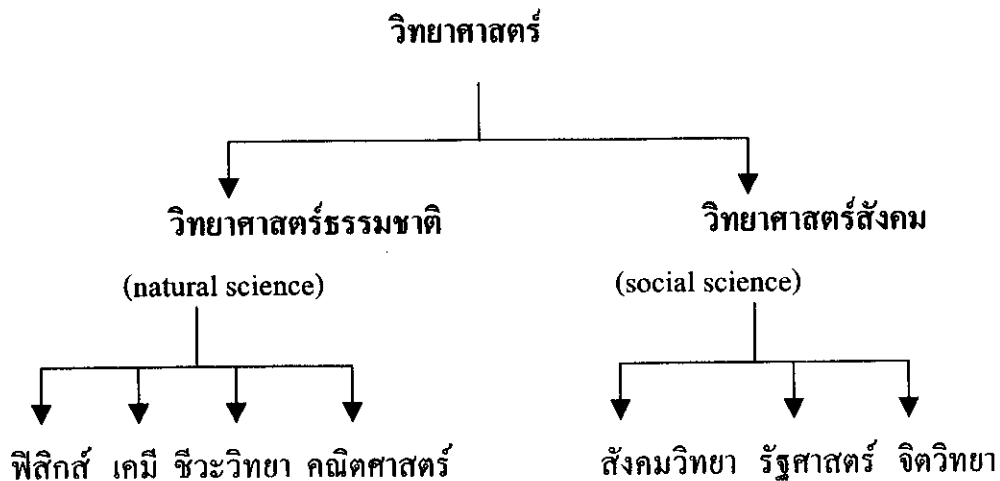 วิทยาศาสตร์
วิทยาศาสตร์ธรรมชาติ วิทยาศาสตร์สังคม
(natural science) (social science)
ฟิสิกส์ เคมี ชีวะวิทยา คณิตศาสตร์ สังคมวิทยา รัฐศาสตร์ จิตวิทยา